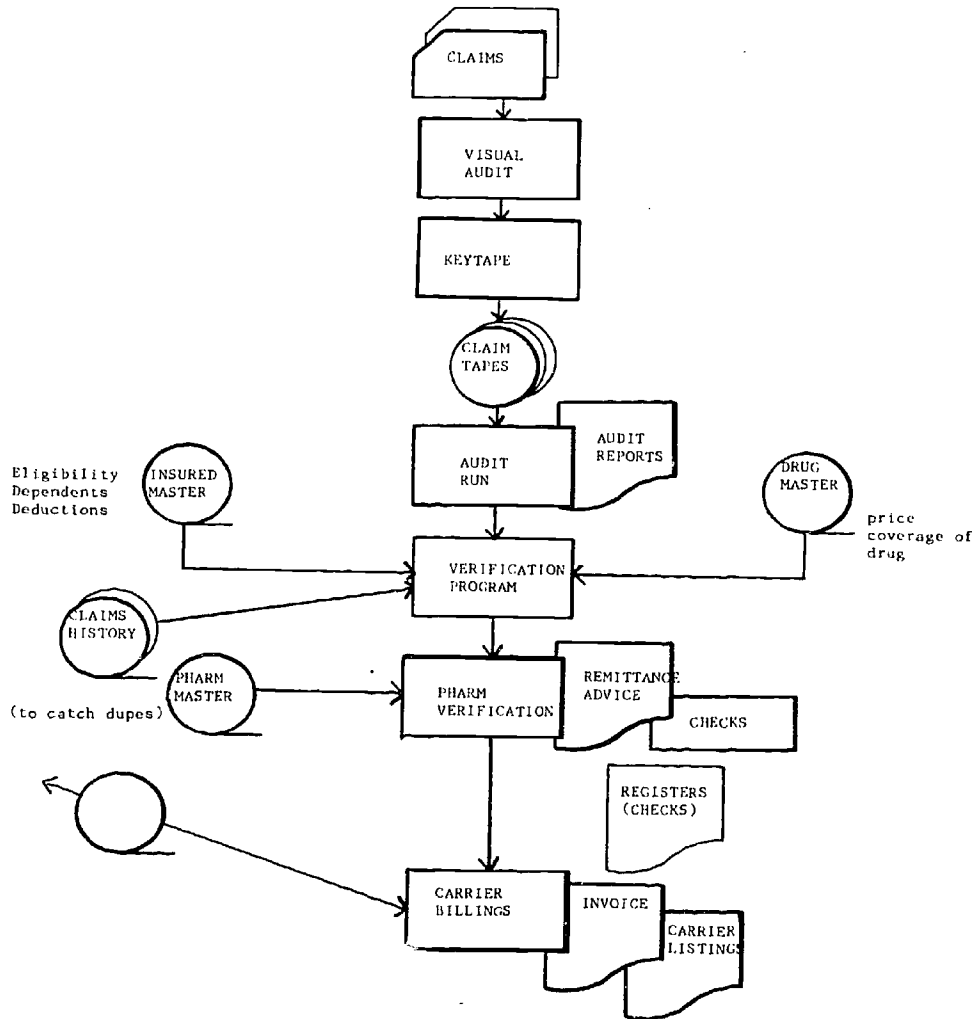 CLAIMS
VISUAL
AUDIT
KEYTAPE
CLAIM
TAPES
AUDIT
RUN
AUDIT
REPORTS
Eligibility
Dependents
Deductions
INSURED
MASTER
DRUG
MASTER
price
coverage of
drug
VERIFICATION
PROGRAM
CLAIMS
HISTORY
(to catch dupes)
PHARM
MASTER
PHARM
VERIFICATION
REMITTANCE
ADVICE
CHECKS
REGISTERS
(CHECKS)
CARRIER
BILLINGS
INVOICE
CARRIER
LISTINGS